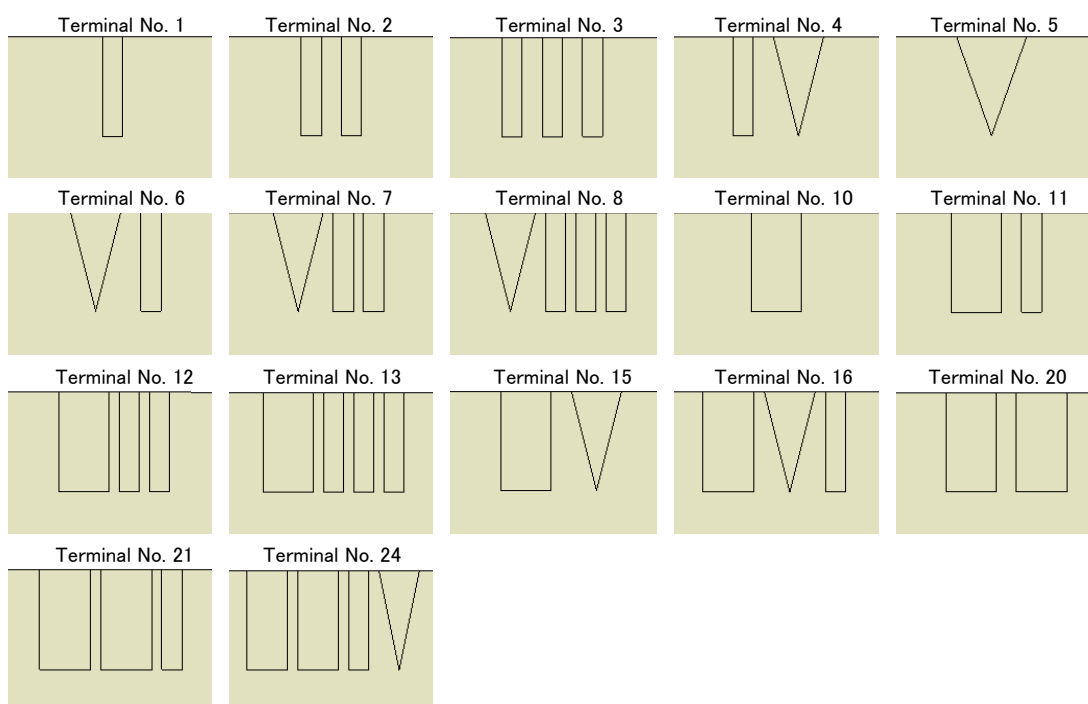 Terminal No. 1
Terminal No. 2
Terminal No. 3
Terminal No. 4
Terminal No. 5
Terminal No. 6
Terminal No. 7
Terminal No. 8
Terminal No. 10
Terminal No. 11
Terminal No. 12
Terminal No. 13
Terminal No. 15
Terminal No. 16
Terminal No. 20
Terminal No. 21
Terminal No. 24